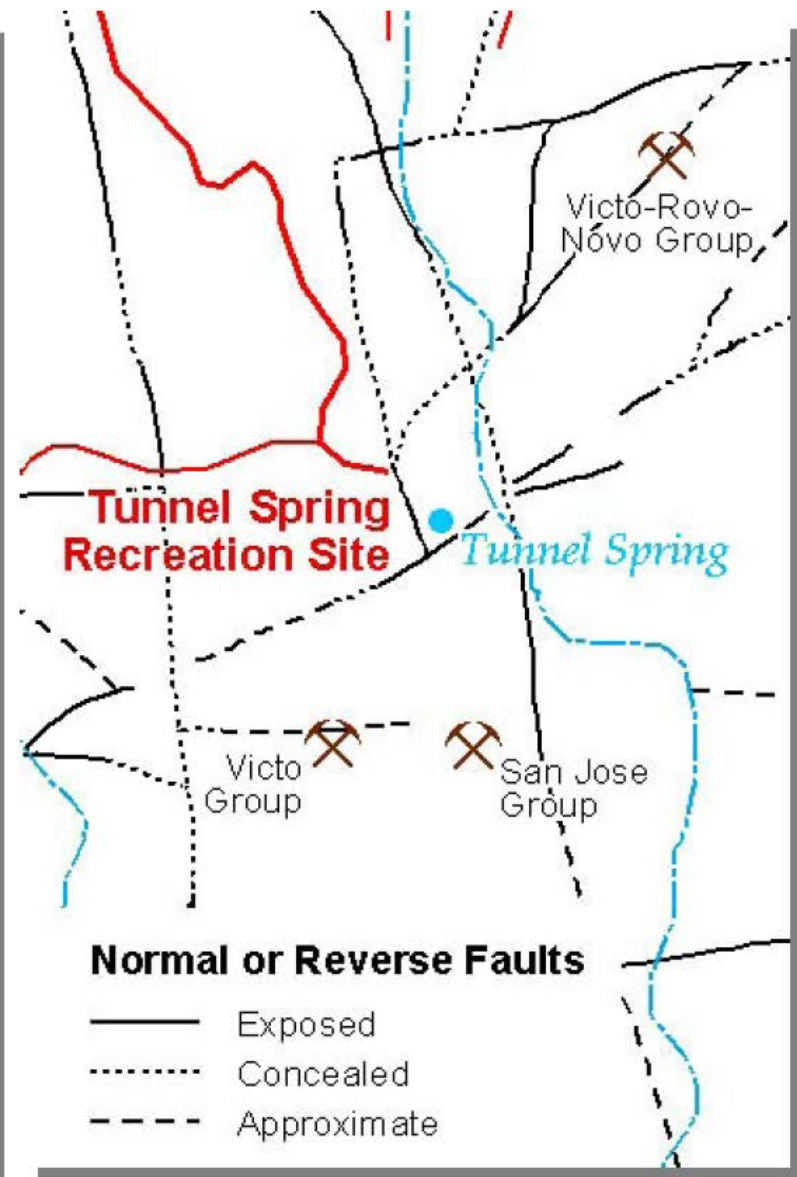 Victo-Rovo-
Novo Group
Tunnel Spring
Recreation Site
Tunnel Spring
Victo
Group
San Jose
Group
Normal or Reverse Faults
Exposed
Concealed
Approximate